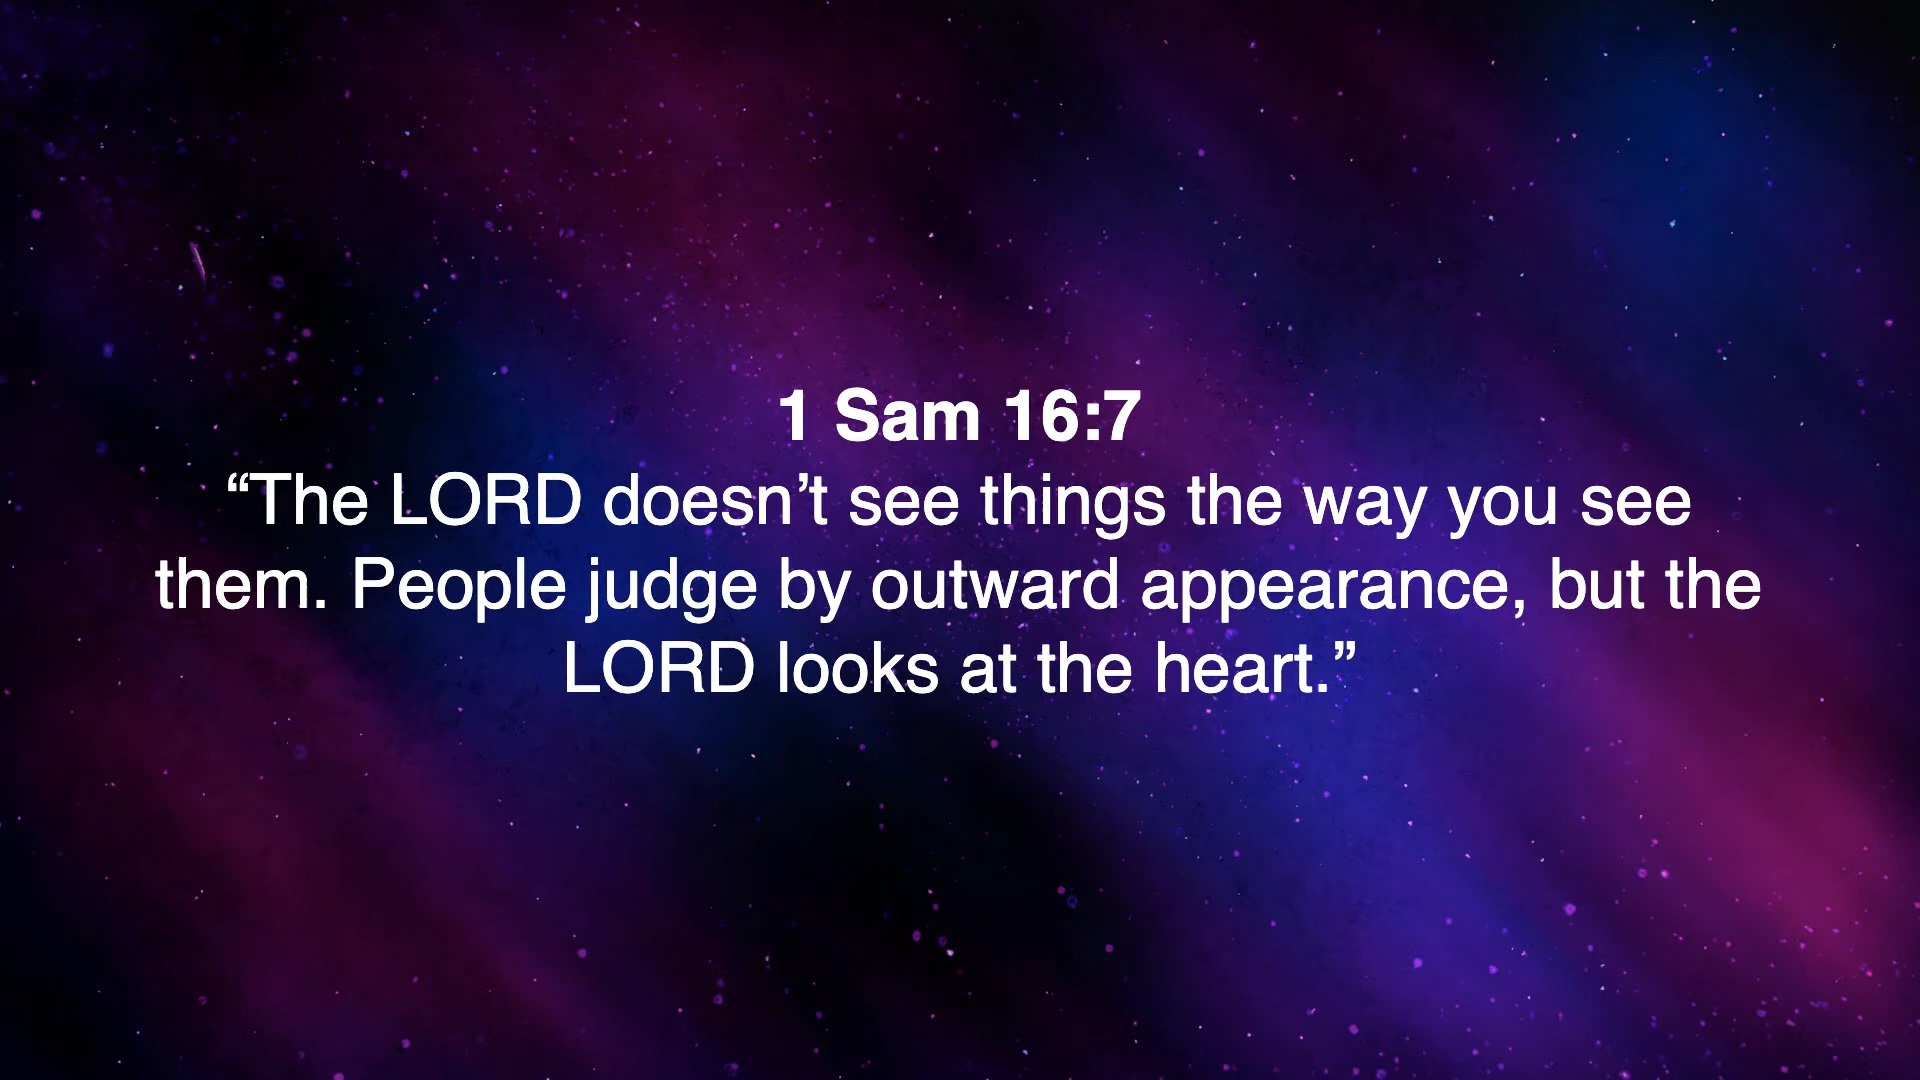 1 Sam 16:7
“The LORD doesn’t see things the way you see
them. People judge by outward appearance, but the
LORD looks at the heart.”